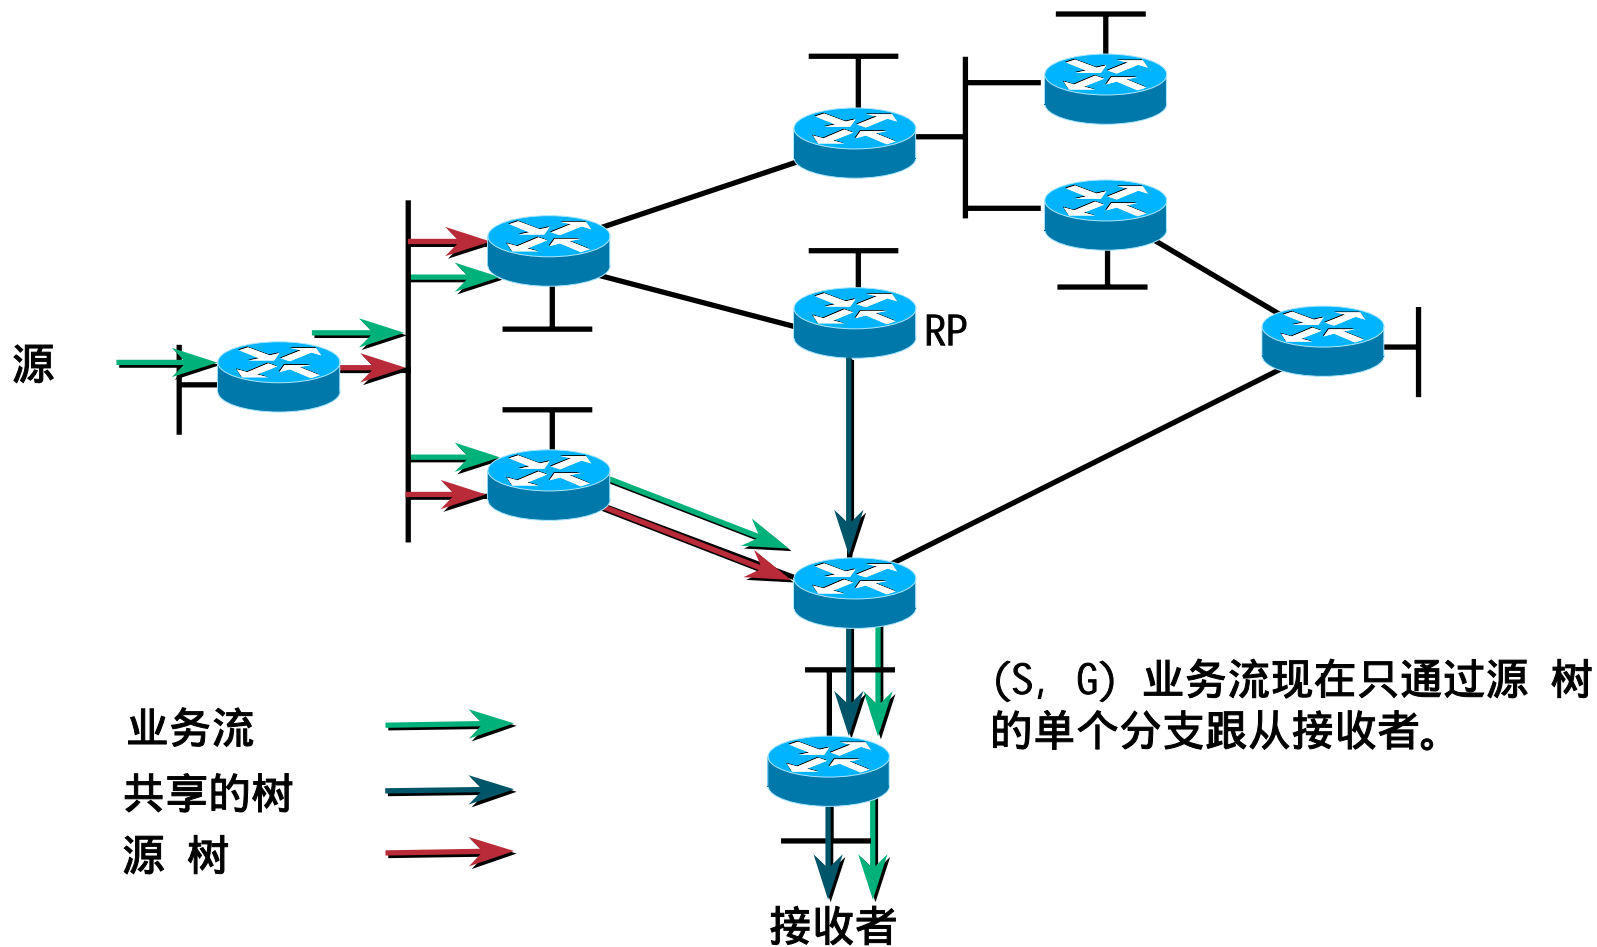 RP
源
(S, G) 业务流现在只通过源 树
的单个分支跟从接收者。
业务流
共享的树
源 树
接收者